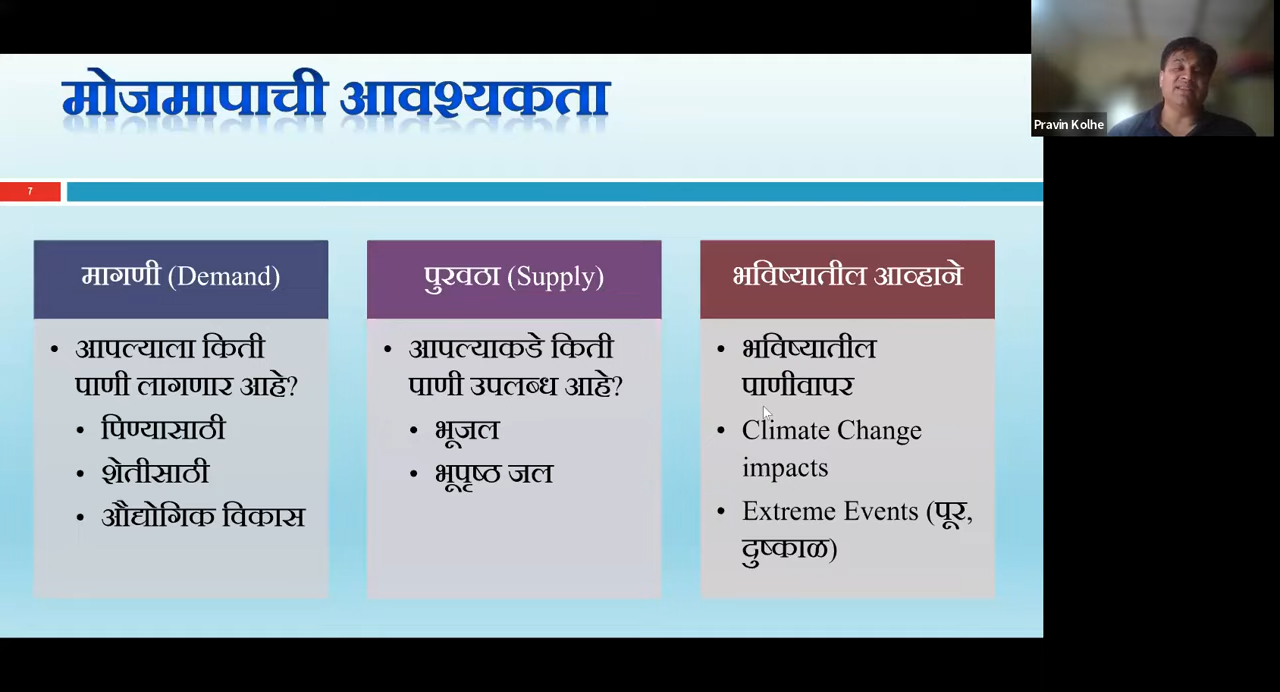 मोजमापाची आवश्यकता
Pravin Kolhe
7
मागणी (Demand)
• आपल्याला किती
पाणी लागणार आहे?
• पिण्यासाठी
• शेतीसाठी
• औद्योगिक विकास
पुरवठा (Supply)
• आपल्याकडे किती
पाणी उपलब्ध आहे?
• भूजल
• भूपृष्ठ जल
भविष्यातील आव्हाने
• भविष्यातील
पाणीवापर
• Climate Change
impacts
• Extreme Events (पूर,
दुष्काळ)